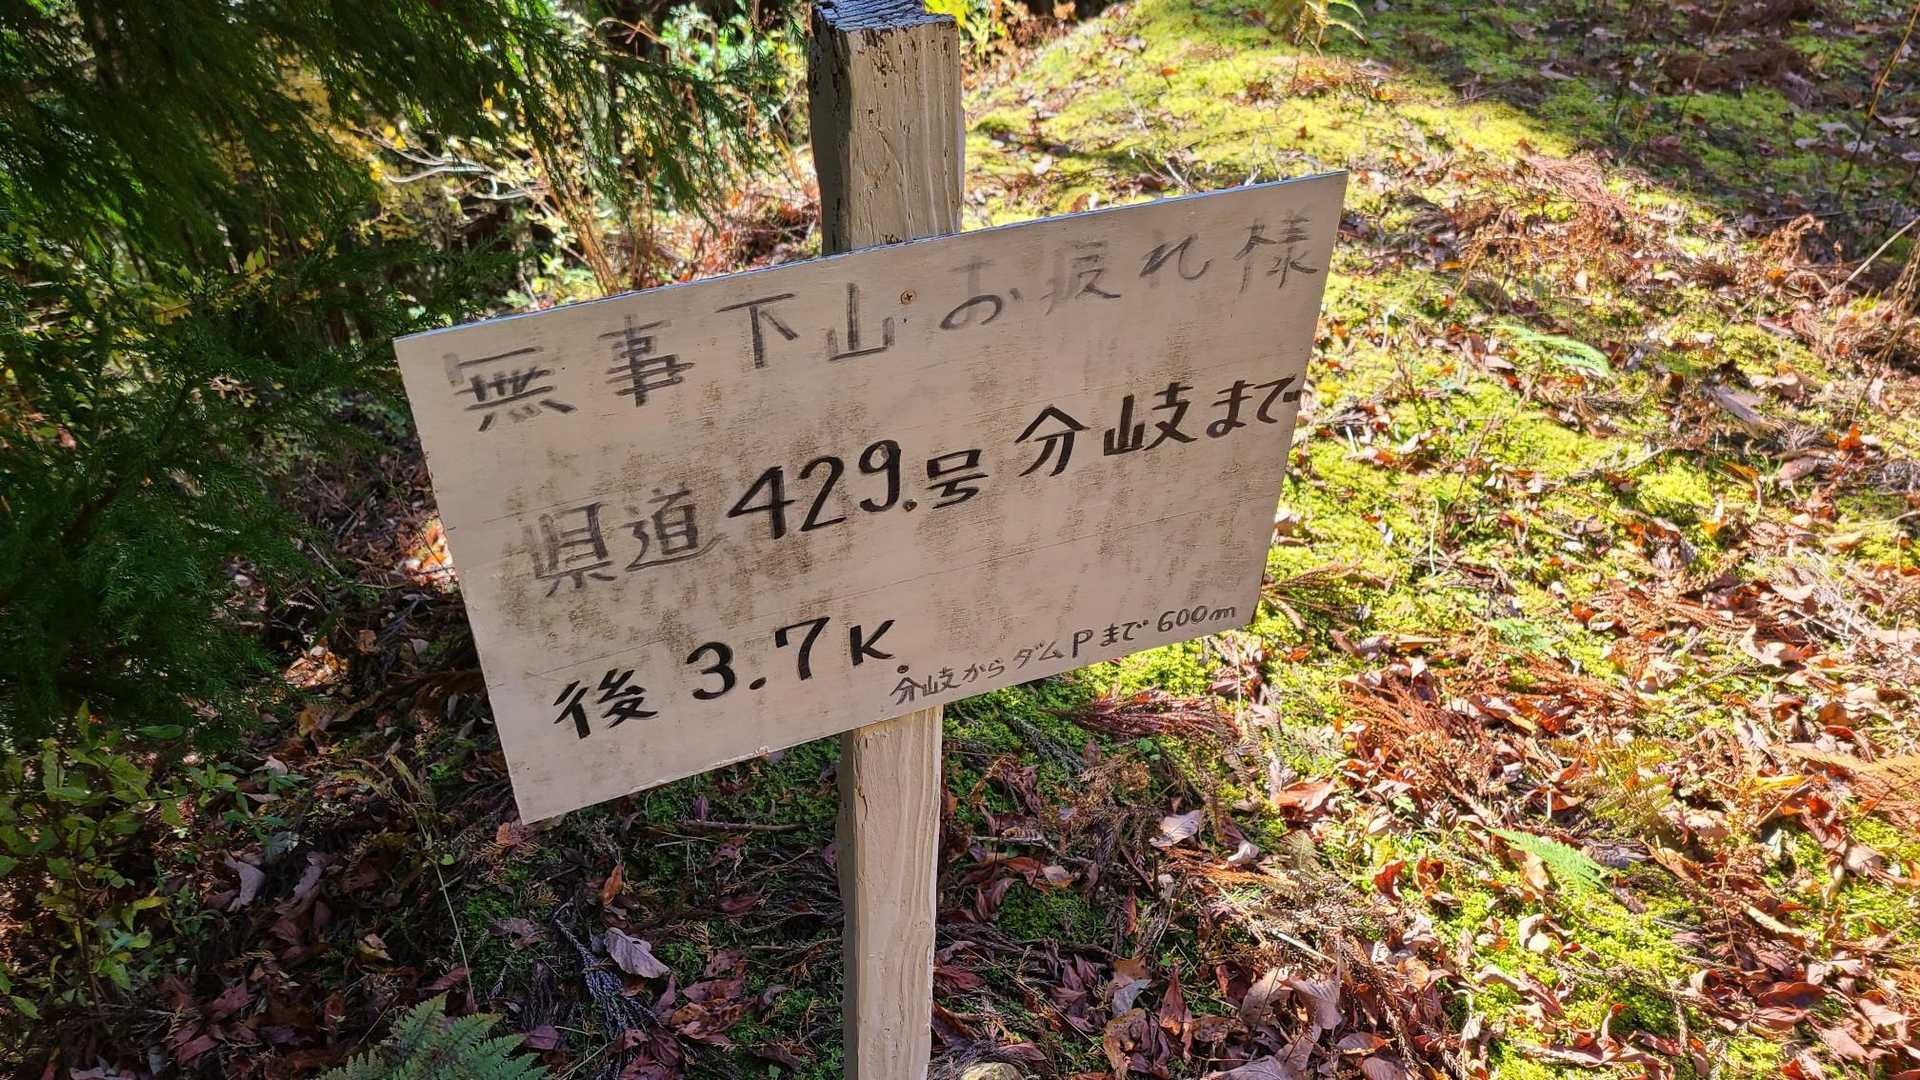 無事下山お疲れ様
県道429号分岐まで
後3.7K
分岐からダムPまで600m